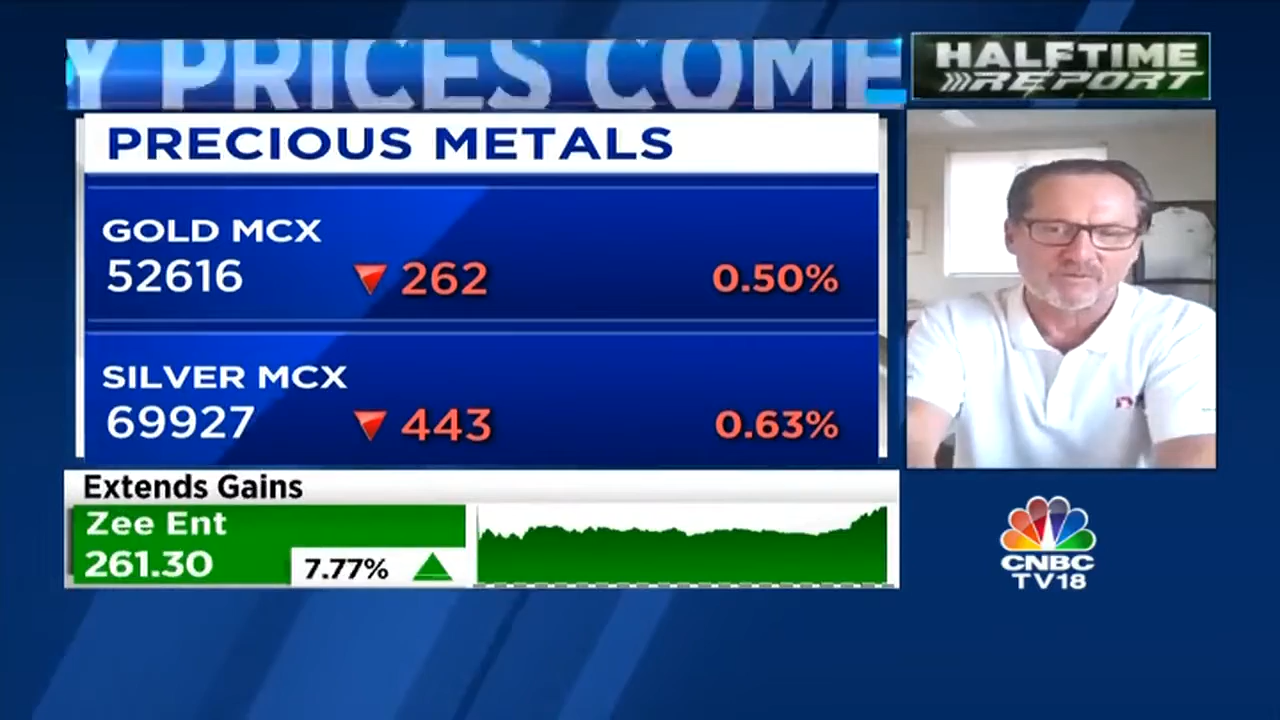 Y PRICES COME
HALFTIME
REPORT
PRECIOUS METALS
GOLD MCX
52616 262 0.50%
SILVER MCX
69927 443 0.63%
Extends Gains
Zee Ent
261.30 7.77%
CNBC
TV18